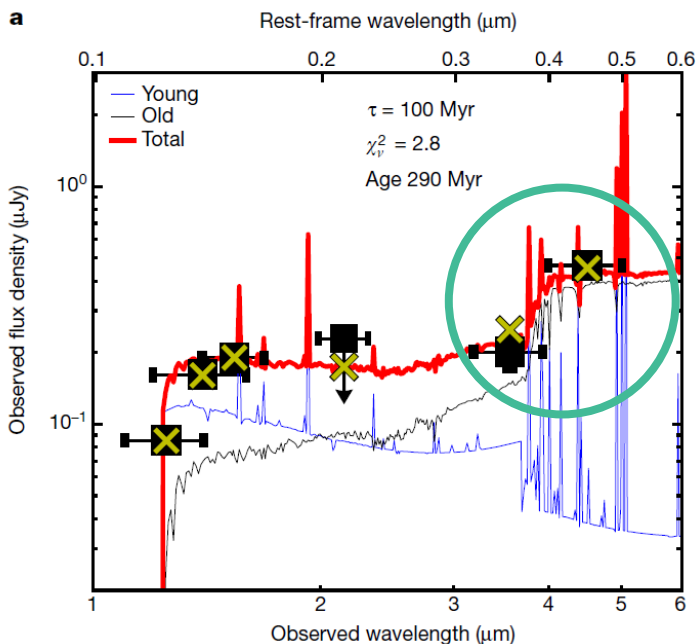 a
Rest-frame wavelength (μm)
0.1 0.2 0.3 0.4 0.5 0.6
Young
Old
Total
τ = 100 Myr
χ²ᵥ = 2.8
Age 290 Myr
Observed flux density (μJy)
10⁰
10⁻¹
1 2 3 4 5 6
Observed wavelength (μm)